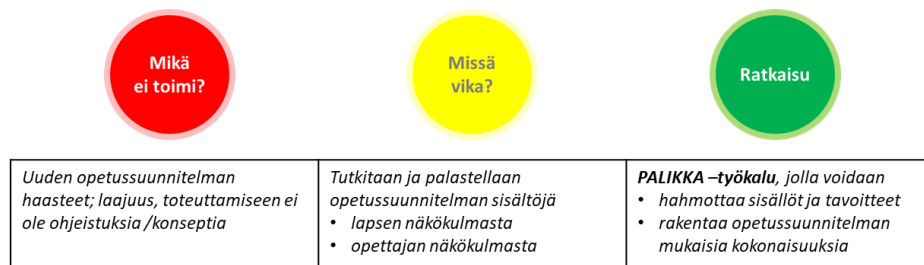 Mikä
ei toimi?
Missä
vika?
Ratkaisu
Uuden opetussuunnitelman
haasteet; laajuus, toteuttamiseen ei
ole ohjeistuksia /konseptia
Tutkitaan ja palastellaan
opetussuunnitelman sisältöjä
• lapsen näkökulmasta
• opettajan näkökulmasta
PALIKKA –työkalu, jolla voidaan
• hahmottaa sisällöt ja tavoitteet
• rakentaa opetussuunnitelman
mukaisia kokonaisuuksia